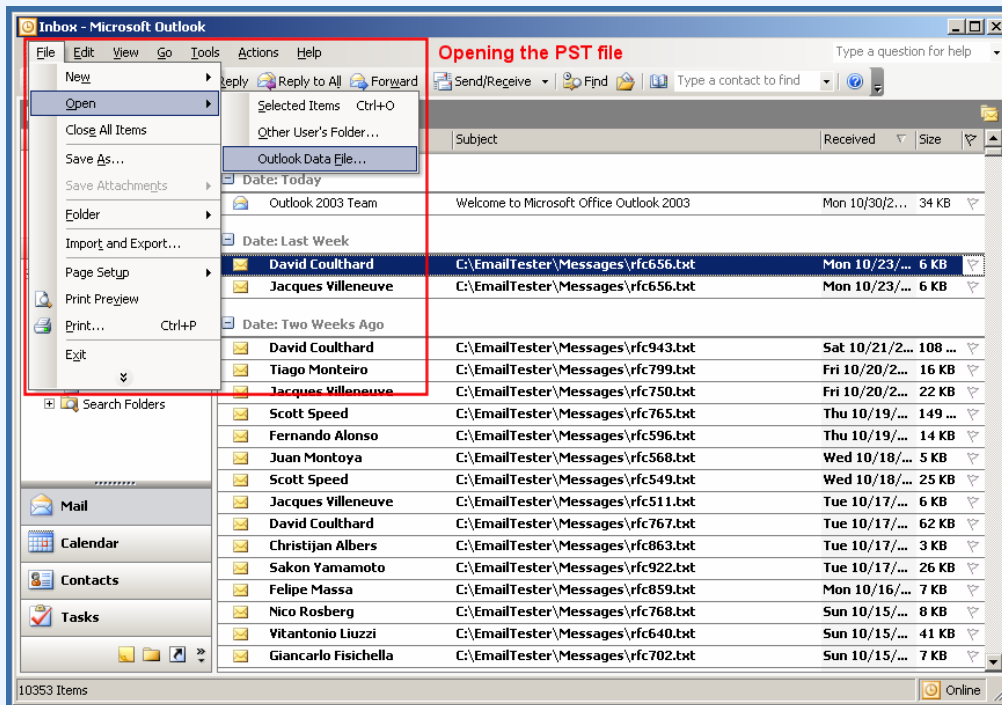 Inbox - Microsoft Outlook
File Edit View Go Tools Actions Help Opening the PST file Type a question for help
Reply to All Forward Send/Receive Find Type a contact to find
New
Open
Selected Items Ctrl+O
Close All Items
Other User's Folder...
Subject Received Size
Save As...
Outlook Data File...
Save Attachments
Date: Today
Outlook 2003 Team Welcome to Microsoft Office Outlook 2003 Mon 10/30/2... 34 KB
Folder
Import and Export...
Date: Last Week
David Coulthard C:\EmailTester\Messages\rfc656.txt Mon 10/23/... 6 KB
Page Setup
Jacques Villeneuve C:\EmailTester\Messages\rfc656.txt Mon 10/23/... 6 KB
Print Preview
Print... Ctrl+P
Date: Two Weeks Ago
David Coulthard C:\EmailTester\Messages\rfc943.txt Sat 10/21/2... 108 ...
Exit
Tiago Monteiro C:\EmailTester\Messages\rfc799.txt Fri 10/20/2... 16 KB
Jacques Villeneuve C:\EmailTester\Messages\rfc750.txt Fri 10/20/2... 22 KB
Search Folders
Scott Speed C:\EmailTester\Messages\rfc765.txt Thu 10/19/... 149 ...
Fernando Alonso C:\EmailTester\Messages\rfc596.txt Thu 10/19/... 14 KB
Juan Montoya C:\EmailTester\Messages\rfc568.txt Wed 10/18/... 5 KB
Scott Speed C:\EmailTester\Messages\rfc549.txt Wed 10/18/... 25 KB
Mail
Jacques Villeneuve C:\EmailTester\Messages\rfc511.txt Tue 10/17/... 6 KB
David Coulthard C:\EmailTester\Messages\rfc767.txt Tue 10/17/... 62 KB
Calendar
Christijan Albers C:\EmailTester\Messages\rfc863.txt Tue 10/17/... 3 KB
Sakon Yamamoto C:\EmailTester\Messages\rfc922.txt Tue 10/17/... 26 KB
Contacts
Felipe Massa C:\EmailTester\Messages\rfc859.txt Mon 10/16/... 7 KB
Nico Rosberg C:\EmailTester\Messages\rfc768.txt Sun 10/15/... 8 KB
Tasks
Vitantonio Liuzzi C:\EmailTester\Messages\rfc640.txt Sun 10/15/... 41 KB
Giancarlo Fisichella C:\EmailTester\Messages\rfc702.txt Sun 10/15/... 7 KB
10353 Items Online